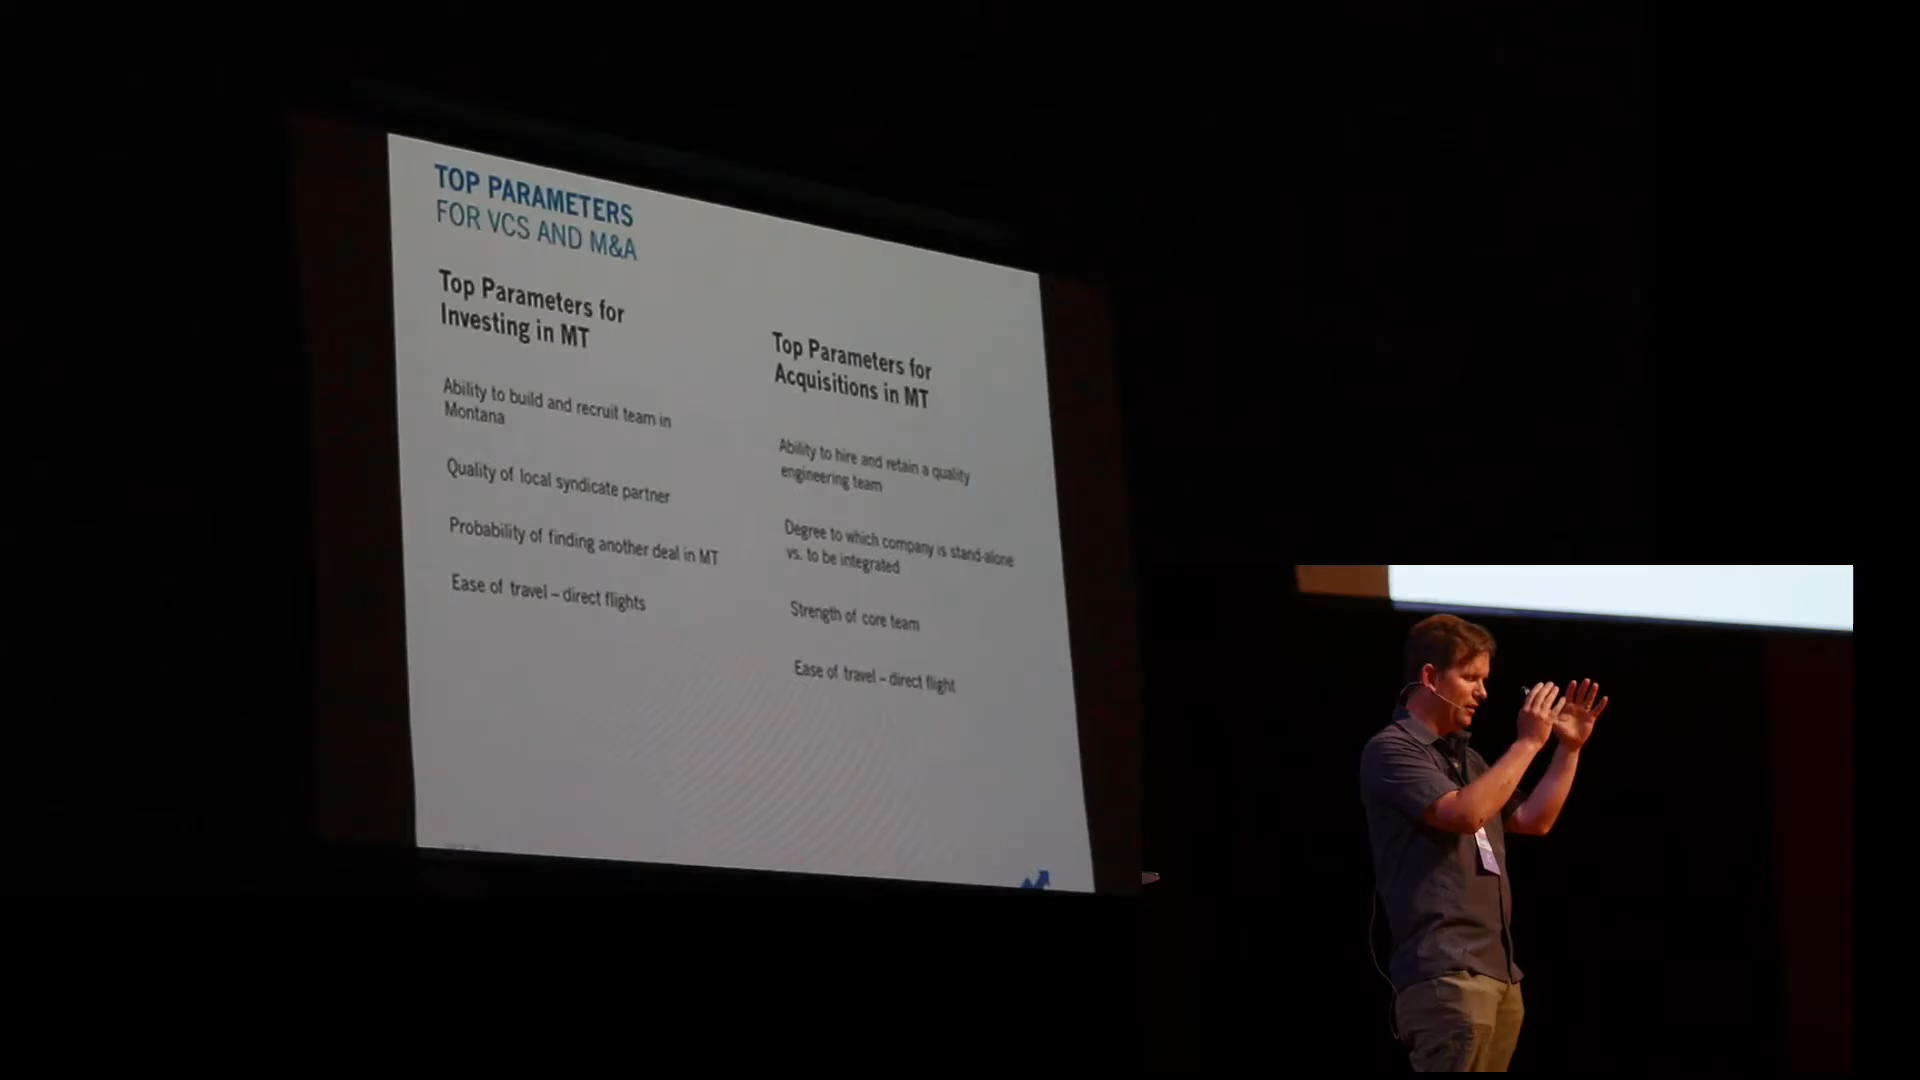 TOP PARAMETERS
FOR VCS AND M&A
Top Parameters for
Investing in MT
Ability to build and recruit team in
Montana
Quality of local syndicate partner
Probability of finding another deal in MT
Ease of travel – direct flights
Top Parameters for
Acquisitions in MT
Ability to hire and retain a quality
engineering team
Degree to which company is stand-alone
vs. to be integrated
Strength of core team
Ease of travel – direct flight